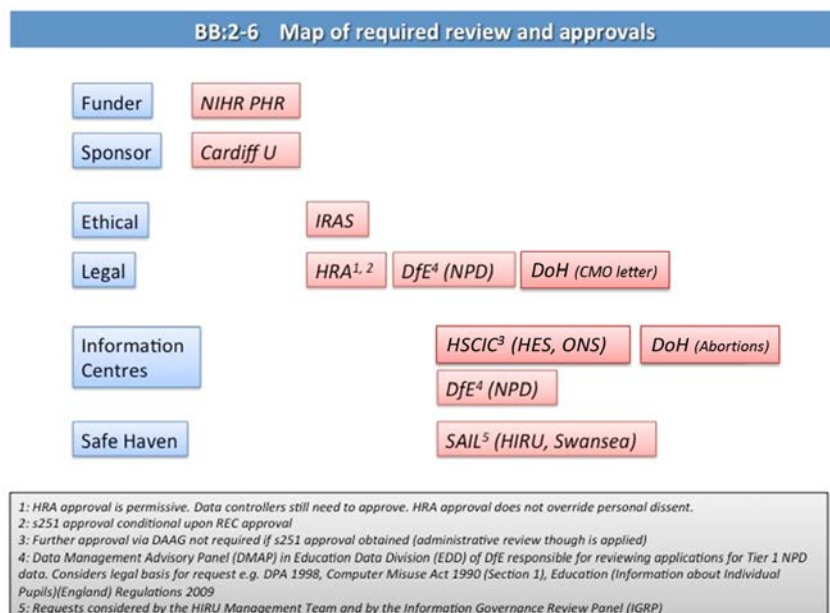 BB:2-6 Map of required review and approvals
Funder NIHR PHR
Sponsor Cardiff U
Ethical IRAS
Legal HRA1, 2 DfE4 (NPD) DoH (CMO letter)
Information HSCIC3 (HES, ONS) DoH (Abortions)
Centres DfE4 (NPD)
Safe Haven SAIL5 (HIRU, Swansea)
1: HRA approval is permissive. Data controllers still need to approve. HRA approval does not override personal dissent.
2: s251 approval conditional upon REC approval
3: Further approval via DAAG not required if s251 approval obtained (administrative review though is applied)
4: Data Management Advisory Panel (DMAP) in Education Data Division (EDD) of DfE responsible for reviewing applications for Tier 1 NPD
data. Considers legal basis for request e.g. DPA 1998, Computer Misuse Act 1990 (Section 1), Education (Information about Individual
Pupils)(England) Regulations 2009
5: Requests considered by the HIRU Management Team and by the Information Governance Review Panel (IGRP)